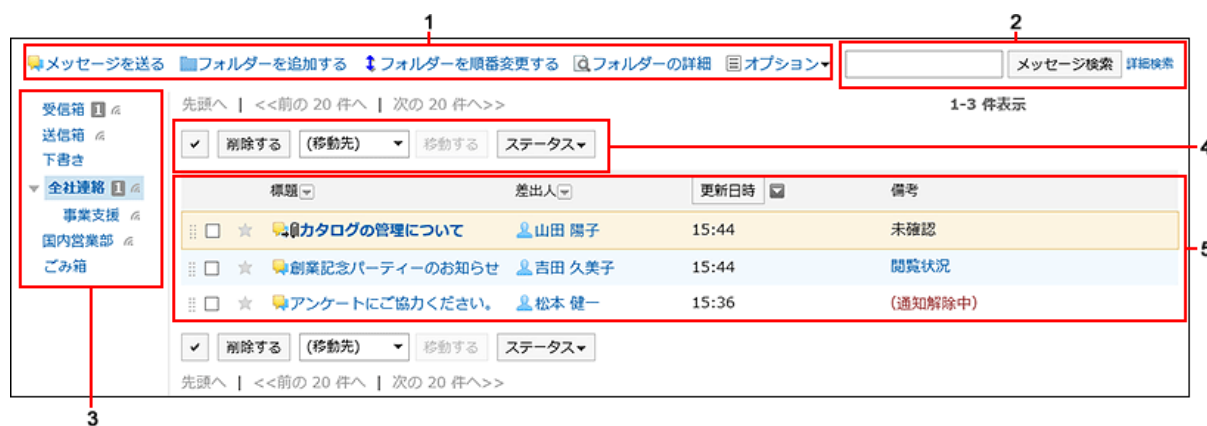 1
2
メッセージを送る フォルダーを追加する フォルダーを順番変更する フォルダーの詳細 オプション▾ メッセージ検索 詳細検索
受信箱 1
送信箱
下書き
全社連絡 1
事業支援
国内営業部
ごみ箱
3
先頭へ | <<前の 20 件へ | 次の 20 件へ>> 1-3 件表示
✔ 削除する (移動先) ▾ 移動する ステータス▾
4
標題 差出人 更新日時 備考
カタログの管理について 山田 陽子 15:44 未確認
創業記念パーティーのお知らせ 吉田 久美子 15:44 閲覧状況
アンケートにご協力ください。 松本 健一 15:36 (通知解除中)
5
✔ 削除する (移動先) ▾ 移動する ステータス▾
先頭へ | <<前の 20 件へ | 次の 20 件へ>>